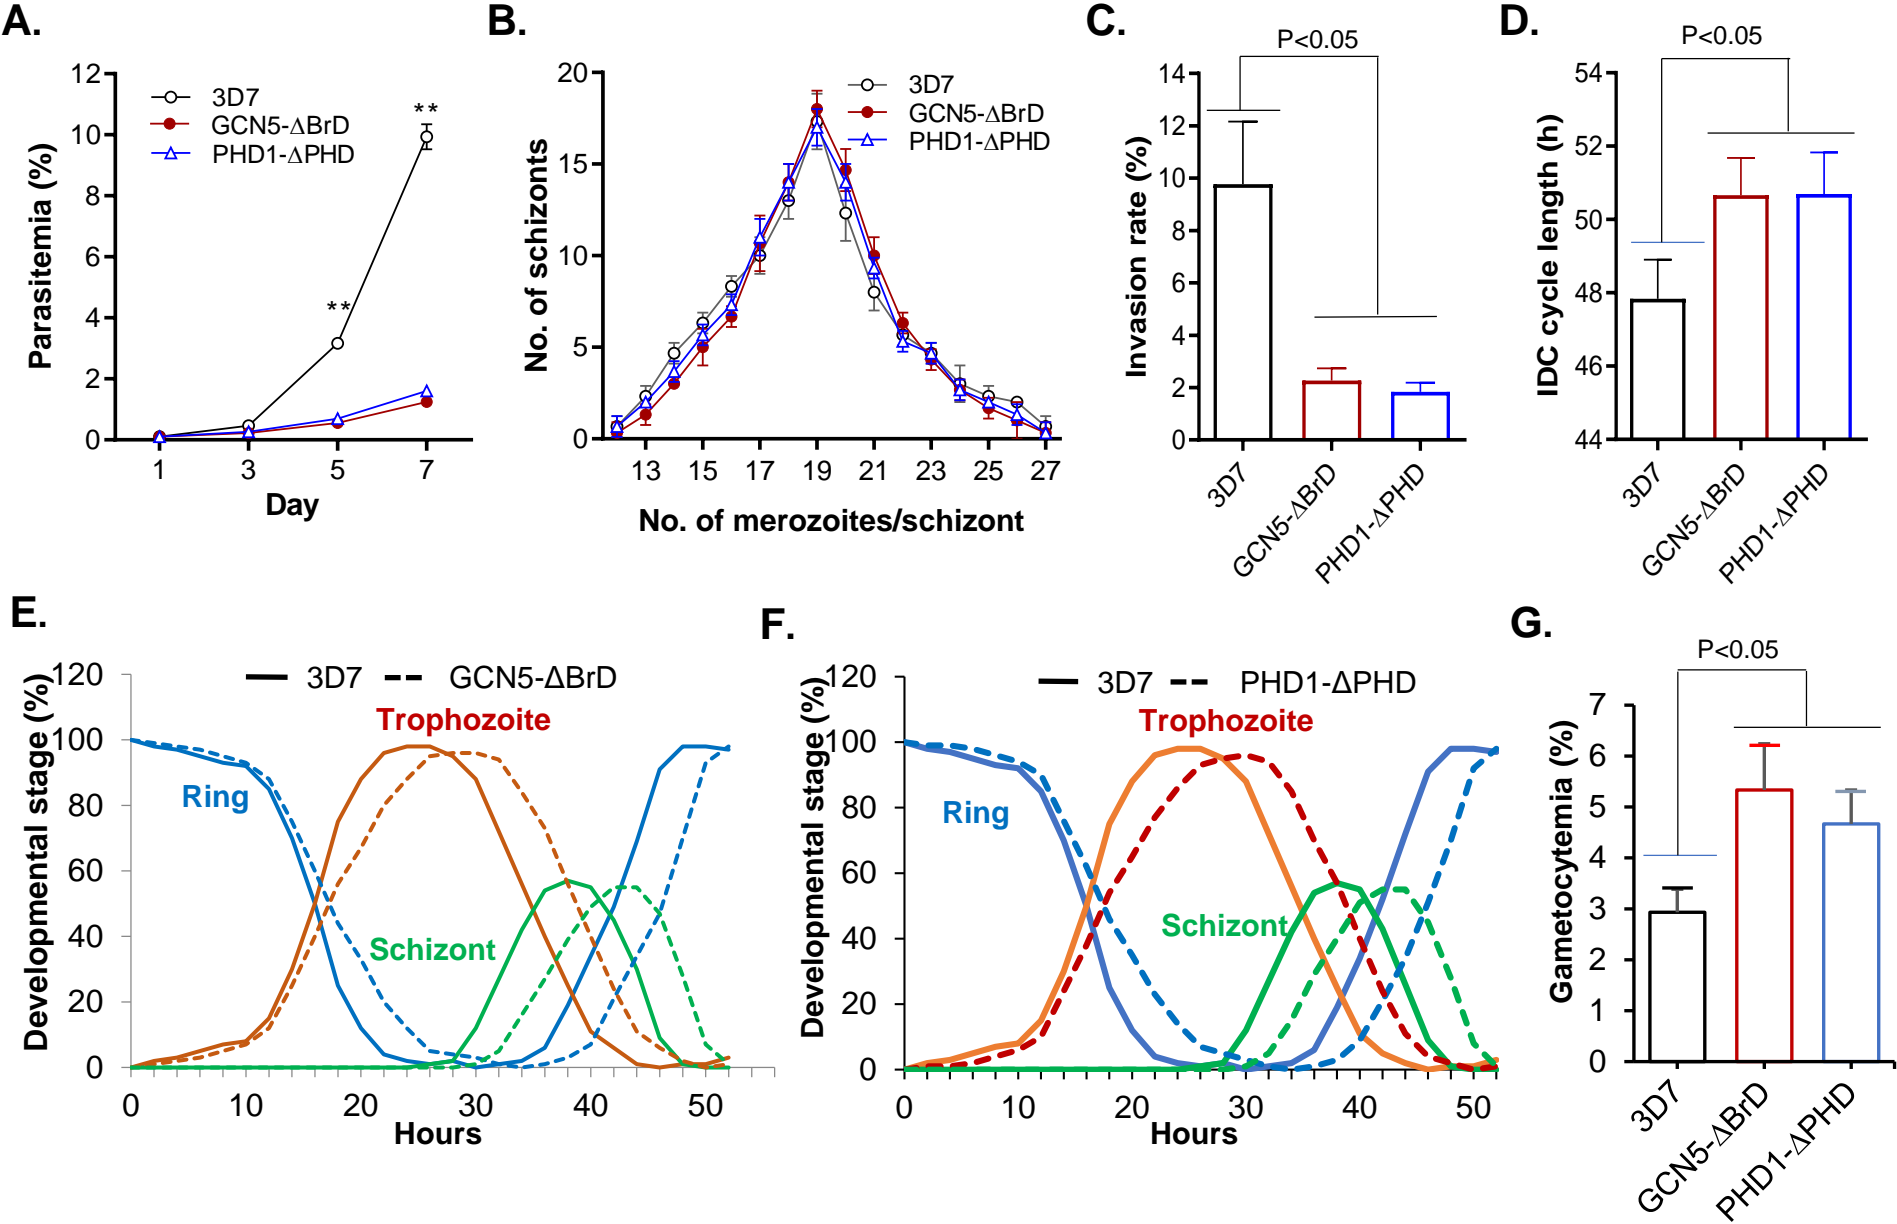 A.
12
10
8
6
4
2
0
1 3 5 7
Day
Parasitemia (%)
3D7
GCN5-ΔBrD
PHD1-ΔPHD
**
**
B.
20
15
10
5
0
13 15 17 19 21 23 25 27
No. of merozoites/schizont
No. of schizonts
3D7
GCN5-ΔBrD
PHD1-ΔPHD
C.
P<0.05
14
12
10
8
6
4
2
0
Invasion rate (%)
3D7
GCN5-ΔBrD
PHD1-ΔPHD
D.
P<0.05
54
52
50
48
46
44
IDC cycle length (h)
3D7
GCN5-ΔBrD
PHD1-ΔPHD
E.
3D7 GCN5-ΔBrD
Trophozoite
Ring
Schizont
120
100
80
60
40
20
0
0 10 20 30 40 50
Hours
Developmental stage (%)
F.
3D7 PHD1-ΔPHD
Trophozoite
Ring
Schizont
120
100
80
60
40
20
0
0 10 20 30 40 50
Hours
Developmental stage (%)
G.
P<0.05
7
6
5
4
3
2
1
0
Gametocytemia (%)
3D7
GCN5-ΔBrD
PHD1-ΔPHD